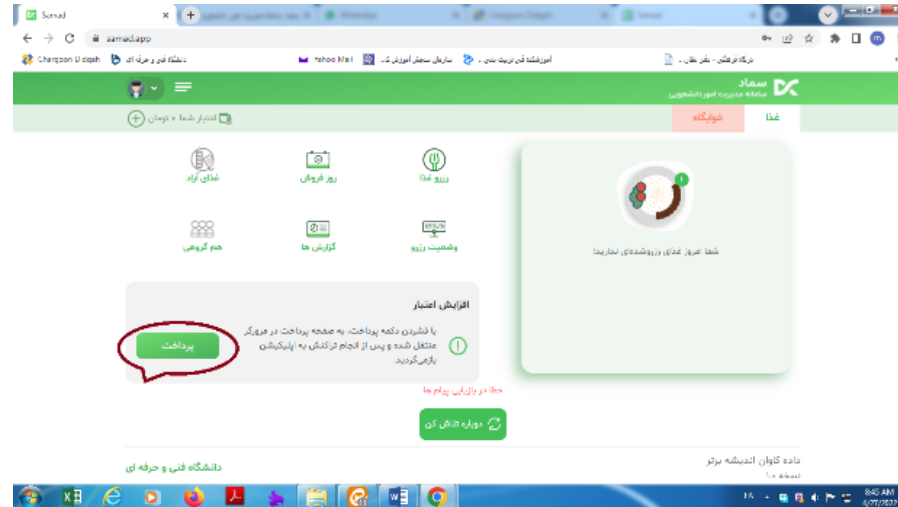 Samad
samad.app
Yahoo Mail
سماد
سامانه مدیریت امور دانشجویی
غذا
خوابگاه
اعتبار شما ۰ تومان
رزرو غذا
روز فروش
غذای آزاد
وضعیت رزرو
گزارش ها
هم گروهی
شما امروز غذای رزروشده‌ای ندارید!
افزایش اعتبار
با فشردن دکمه پرداخت، به صفحه پرداخت در مرورگر
منتقل شده و پس از انجام تراکنش به اپلیکیشن
بازمی‌گردید.
پرداخت
خطا در بازیابی پیام ها
دوباره تلاش کن
داده کاوان اندیشه برتر
دانشگاه فنی و حرفه ای
8:45 AM